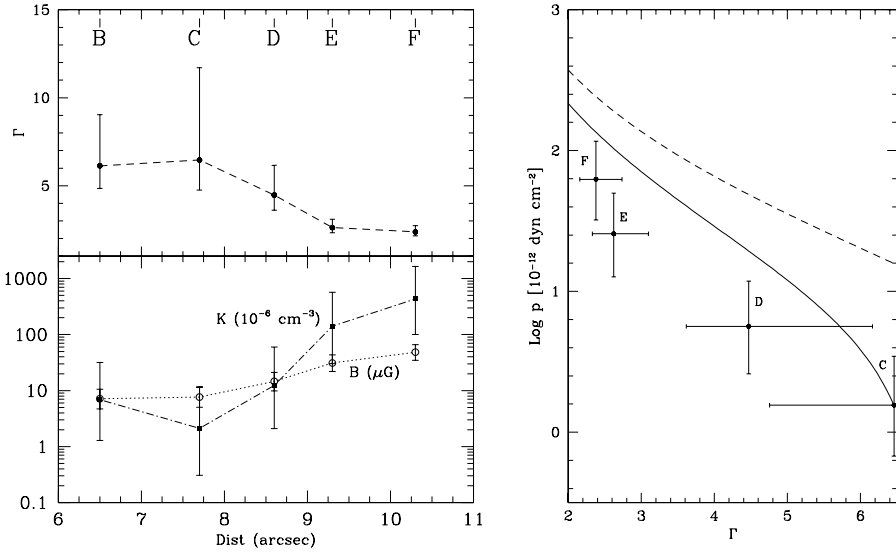 B C D E F
15
10
5
Γ
1000
100
10
1
0.1
K (10⁻⁶ cm⁻³)
B (μG)
6 7 8 9 10 11
Dist (arcsec)
3
2
1
0
Log p [10⁻¹² dyn cm⁻²]
F
E
D
C
2 3 4 5 6
Γ